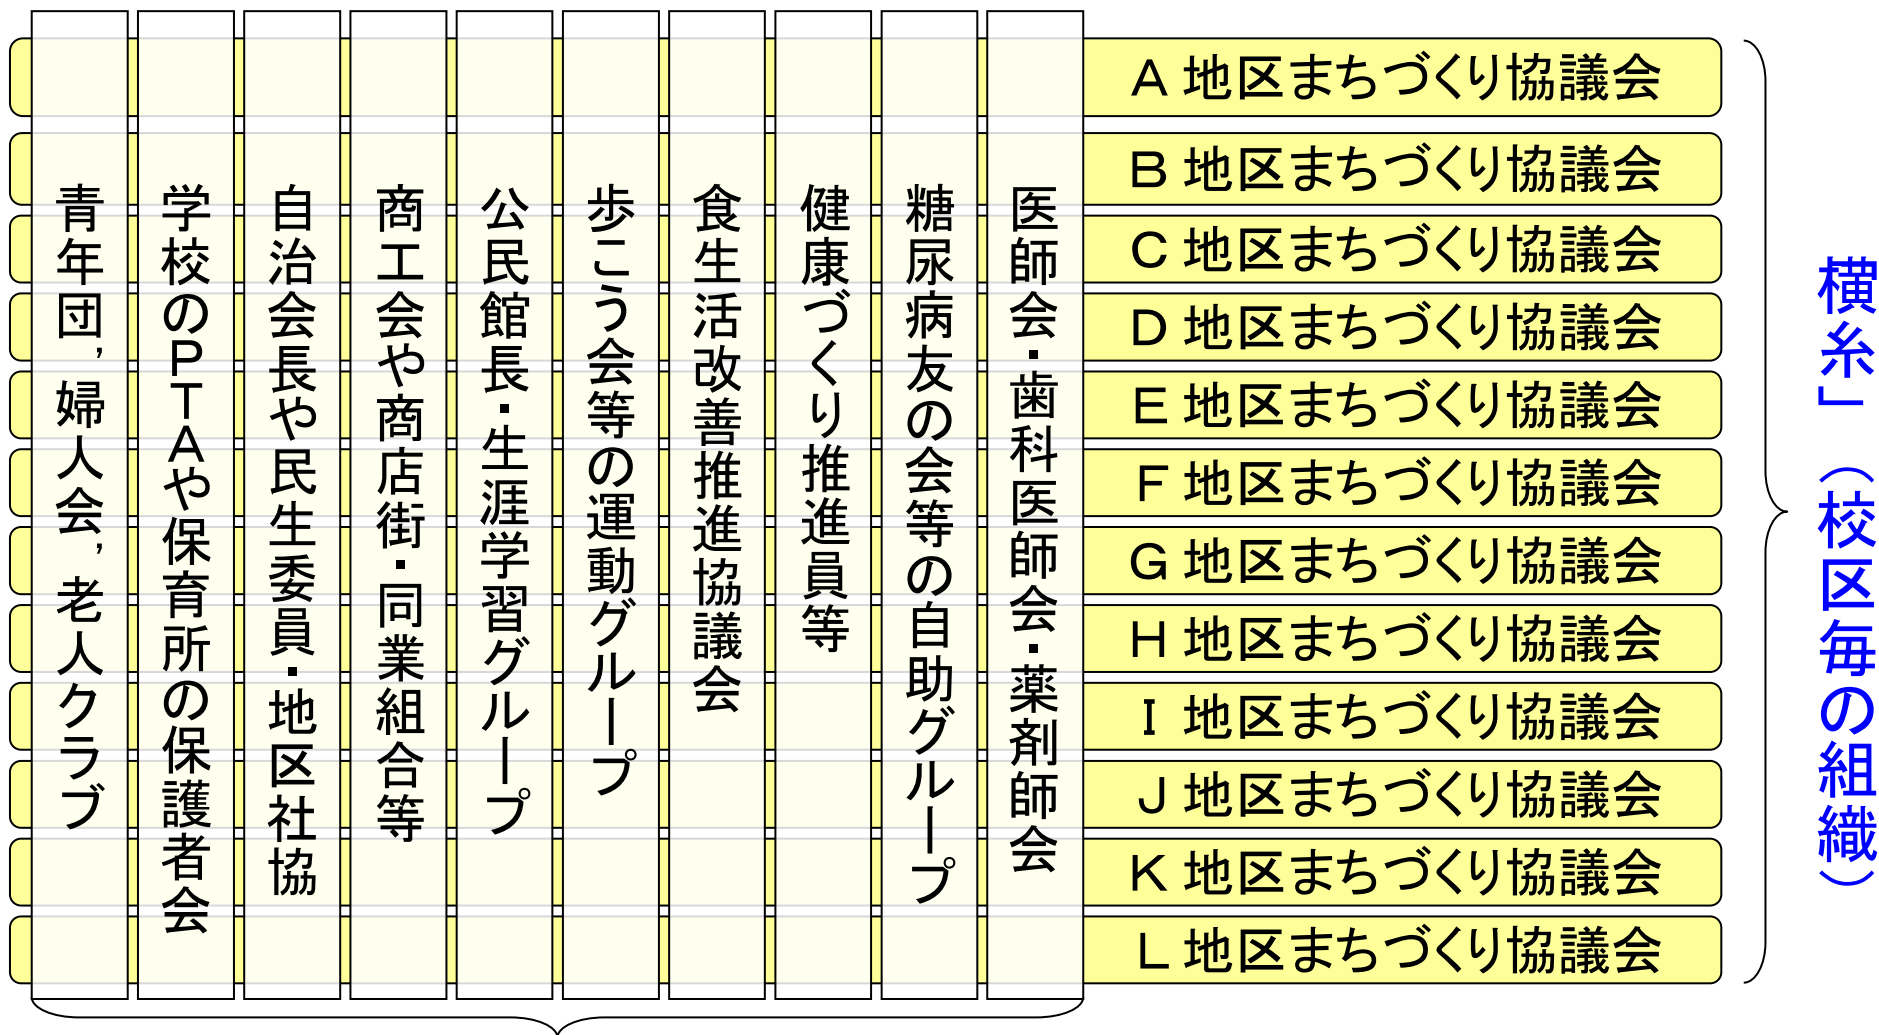 A 地区まちづくり協議会
B 地区まちづくり協議会
C 地区まちづくり協議会
D 地区まちづくり協議会
E 地区まちづくり協議会
F 地区まちづくり協議会
G 地区まちづくり協議会
H 地区まちづくり協議会
I 地区まちづくり協議会
J 地区まちづくり協議会
K 地区まちづくり協議会
L 地区まちづくり協議会
青年団，婦人会，老人クラブ
学校のPTAや保育所の保護者会
自治会長や民生委員・地区社協
商工会や商店街・同業組合等
公民館長・生涯学習グループ
歩こう会等の運動グループ
食生活改善推進協議会
健康づくり推進員等
糖尿病友の会等の自助グループ
医師会・歯科医師会・薬剤師会
横糸」（校区毎の組織）